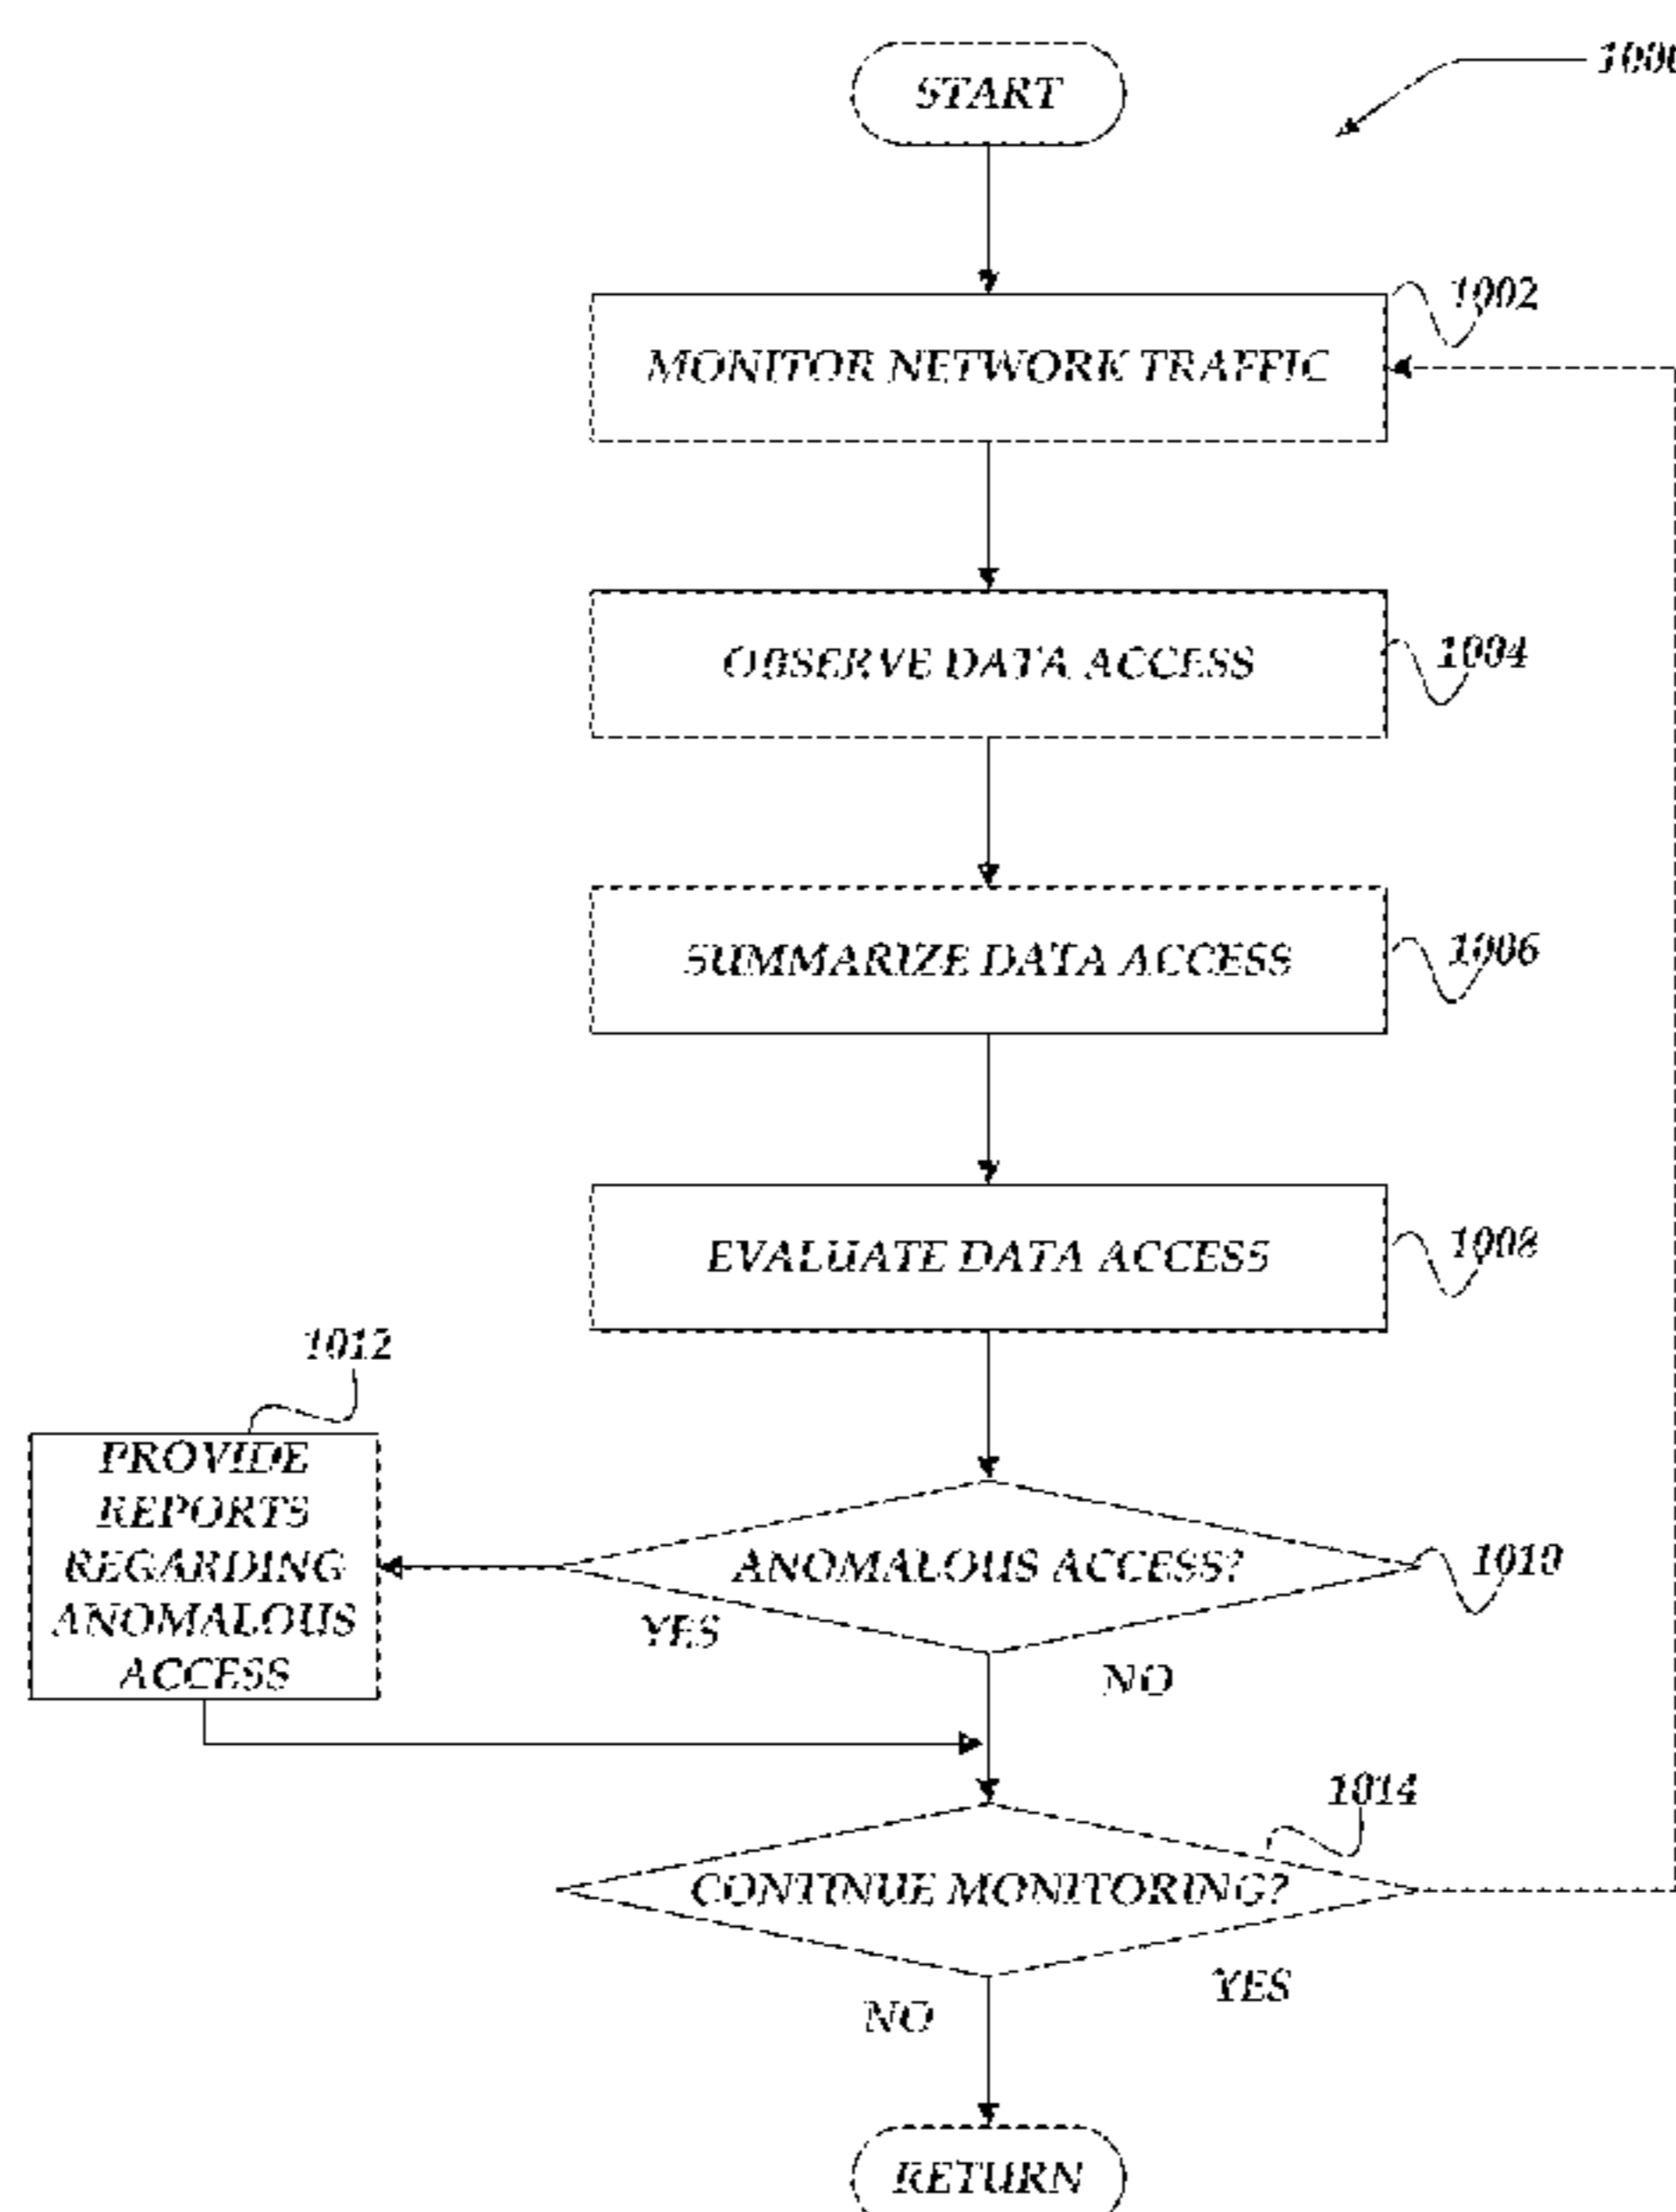 START
1000
MONITOR NETWORK TRAFFIC
1002
OBSERVE DATA ACCESS
1004
SUMMARIZE DATA ACCESS
1006
EVALUATE DATA ACCESS
1008
1012
PROVIDE
REPORTS
REGARDING
ANOMALOUS
ACCESS
ANOMALOUS ACCESS?
1010
YES
NO
1014
CONTINUE MONITORING?
YES
NO
RETURN